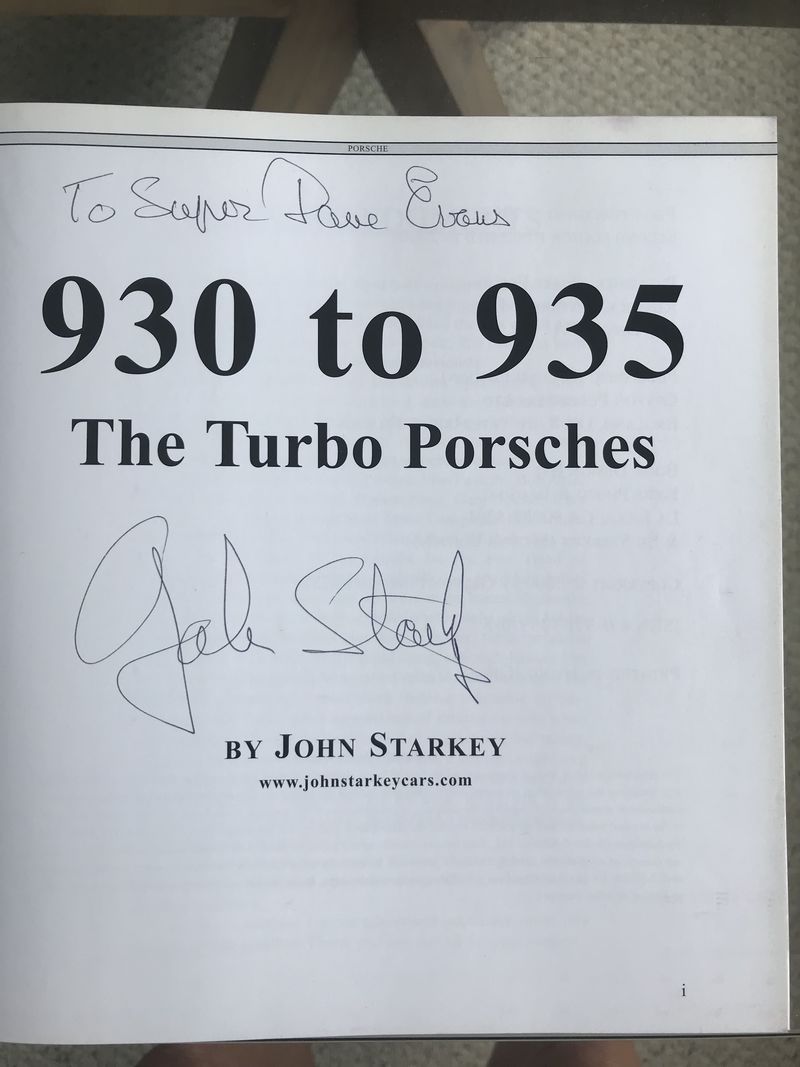 PORSCHE
To Super Dave Evans
930 to 935
The Turbo Porsches
John Starkey
BY JOHN STARKEY
www.johnstarkeycars.com
i